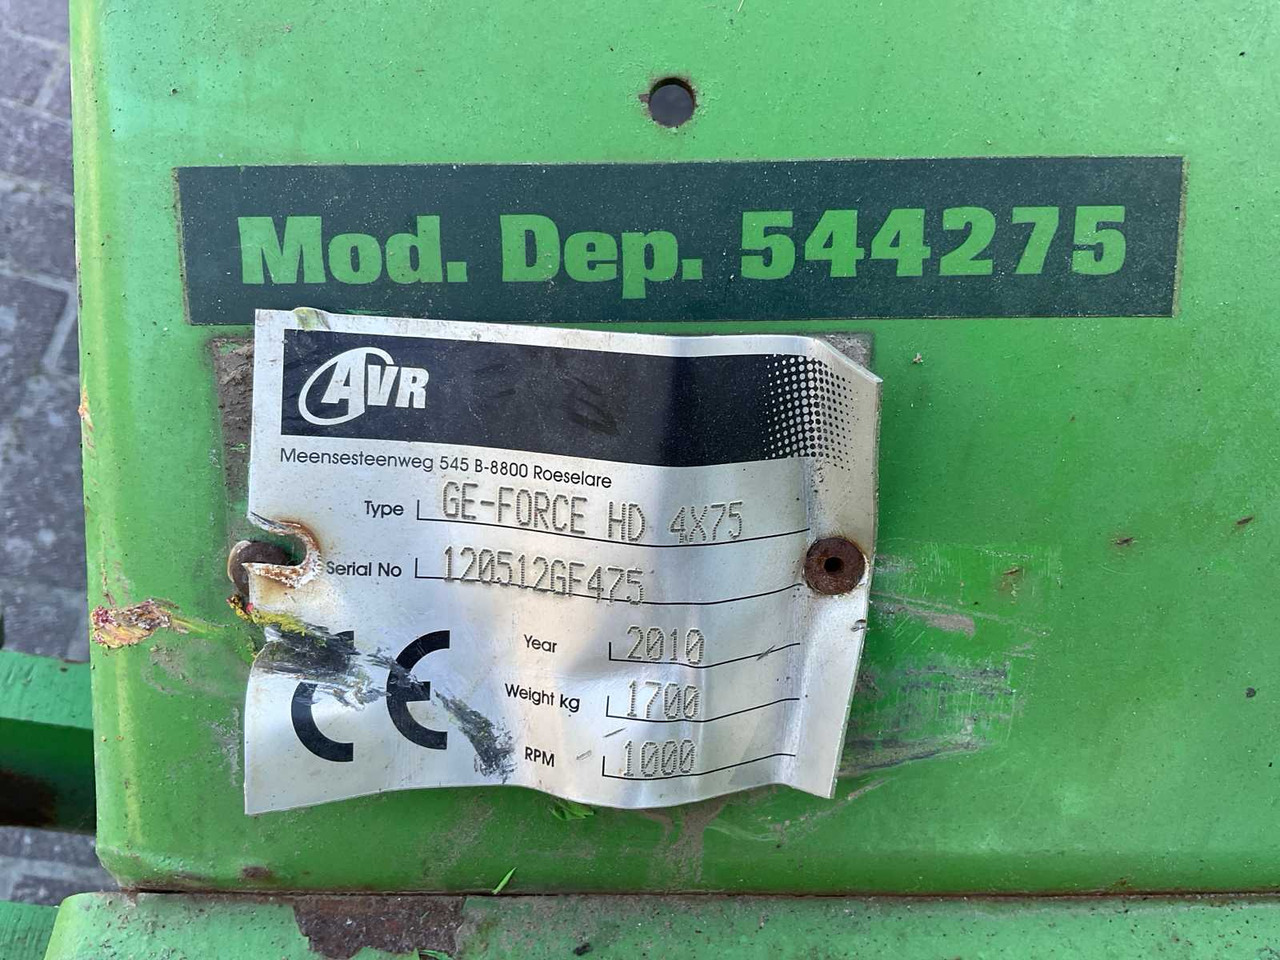 Mod. Dep. 544275
AVR
Meensesteenweg 545 B-8800 Roeselare
Type GE-FORCE HD 4X75
Serial No 120512GF475
Year 2010
Weight kg 1700
RPM 1000
CE